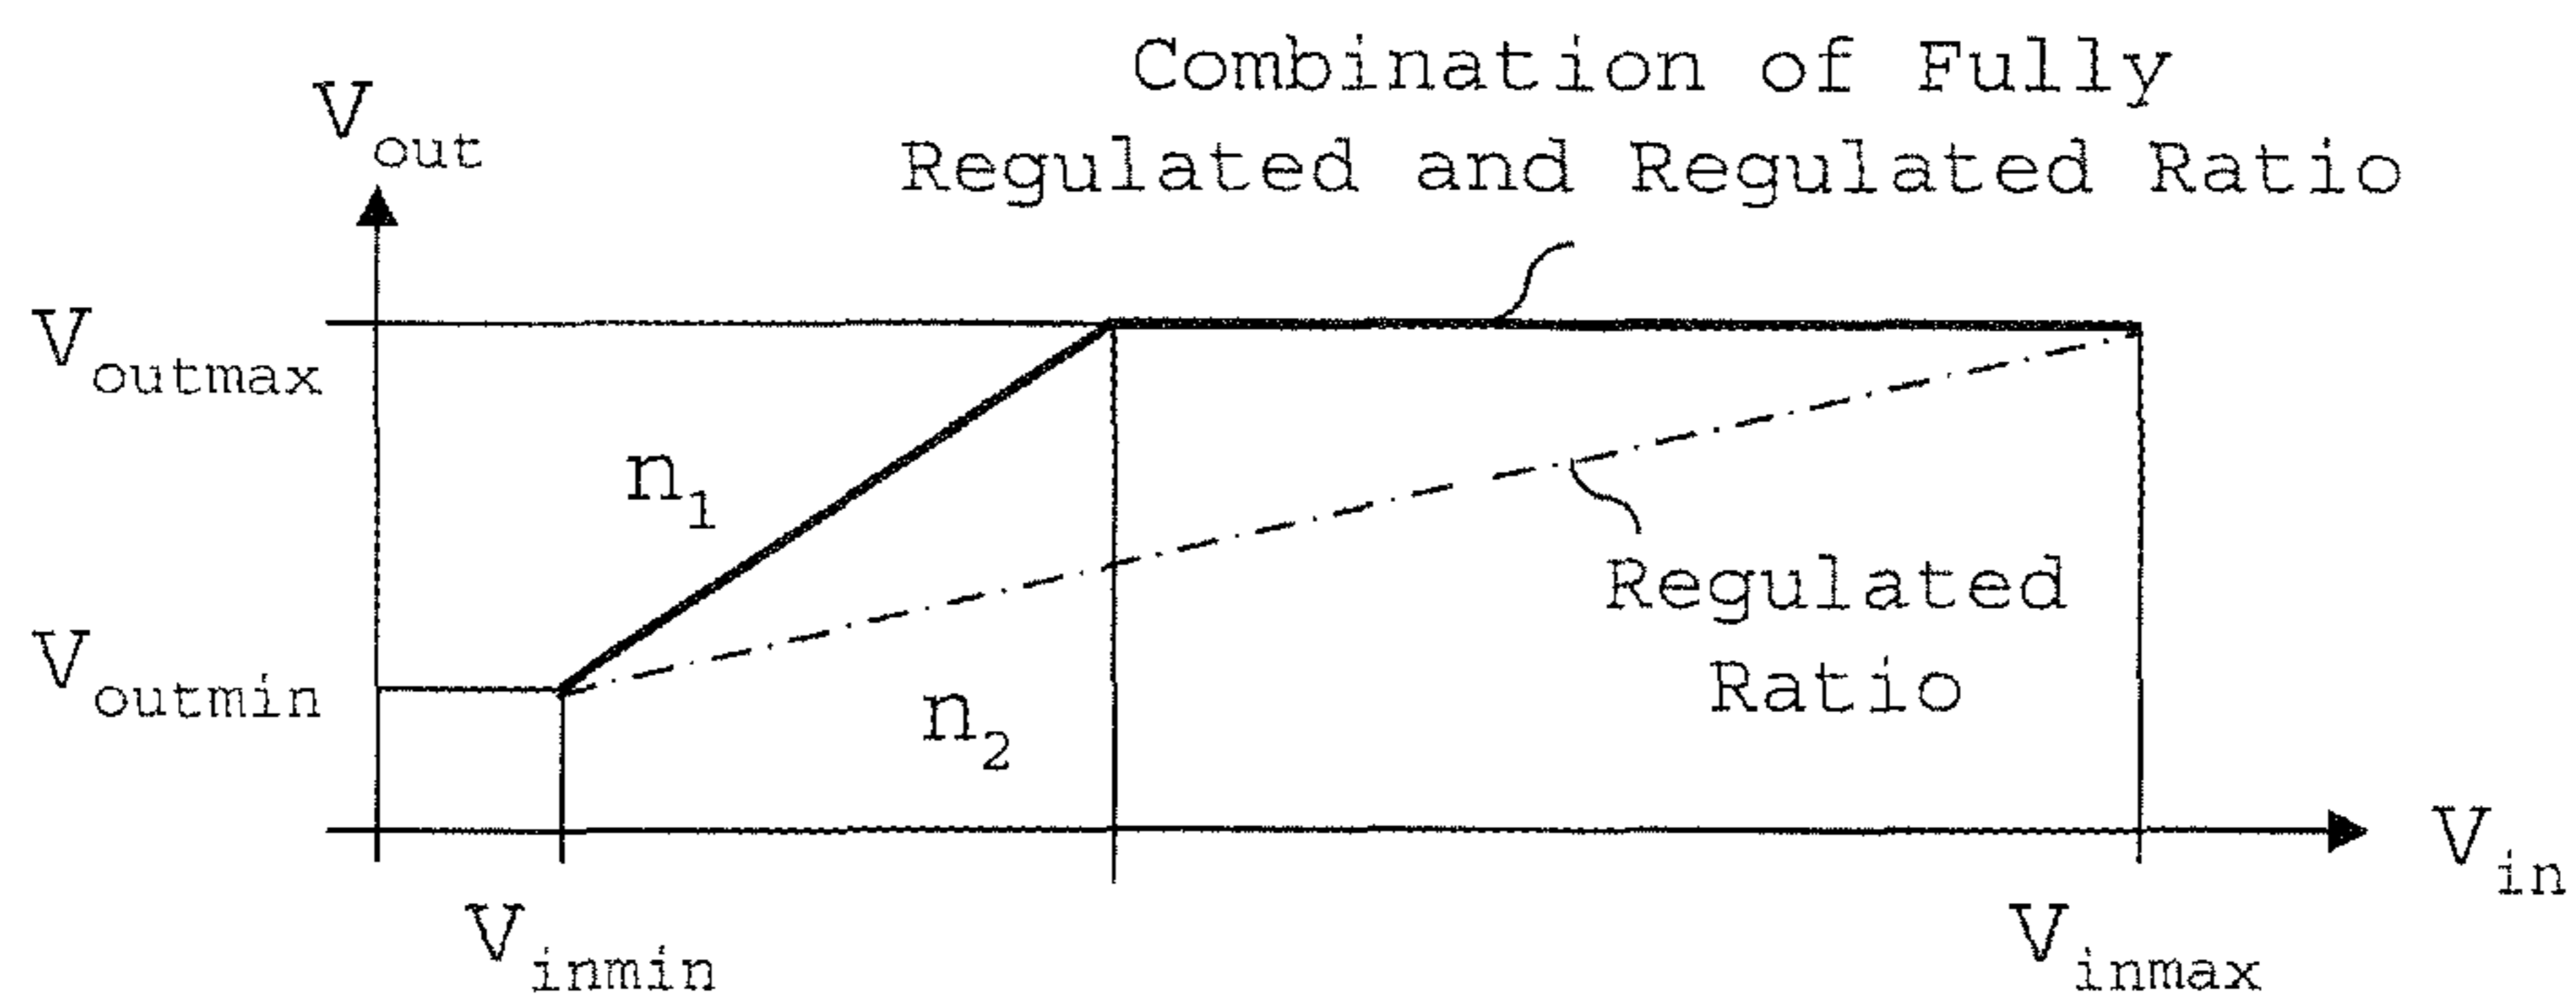 Combination of Fully
Regulated and Regulated Ratio
Vout
Voutmax
n1
Regulated
Ratio
Voutmin
n2
Vin
Vinmin
Vinmax